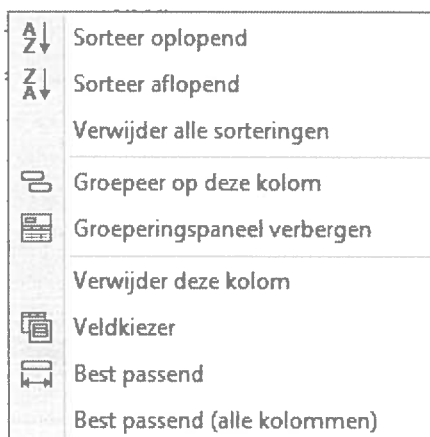 Sorteer oplopend
Sorteer aflopend
Verwijder alle sorteringen
Groepeer op deze kolom
Groeperingspaneel verbergen
Verwijder deze kolom
Veldkiezer
Best passend
Best passend (alle kolommen)